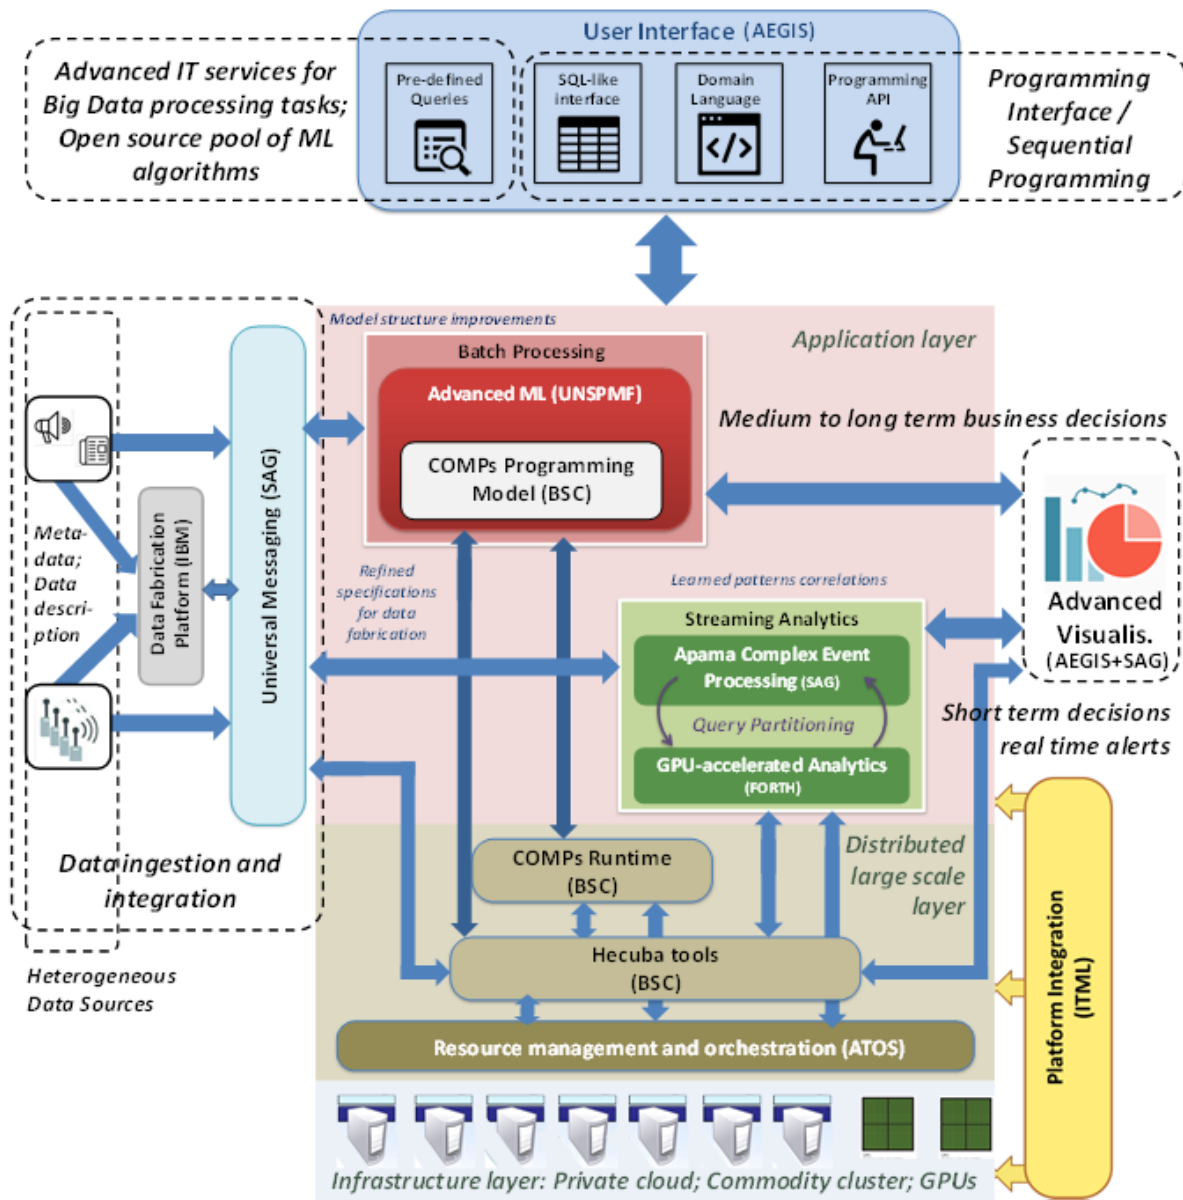 User Interface (AEGIS)
Advanced IT services for
Big Data processing tasks;
Open source pool of ML
algorithms
Pre-defined
Queries
SQL-like
interface
Domain
Language
Programming
API
Programming
Interface /
Sequential
Programming
Model structure improvements
Application layer
Batch Processing
Advanced ML (UNSPMF)
COMPs Programming
Model (BSC)
Medium to long term business decisions
Universal Messaging (SAG)
Data Fabrication
Platform (IBM)
Meta-
data;
Data
descri-
ption
Refined
specifications
for data
fabrication
Learned patterns correlations
Streaming Analytics
Apama Complex Event
Processing (SAG)
Query Partitioning
GPU-accelerated Analytics
(FORTH)
Advanced
Visualis.
(AEGIS+SAG)
Short term decisions
real time alerts
Data ingestion and
integration
Heterogeneous
Data Sources
COMPs Runtime
(BSC)
Distributed
large scale
layer
Hecuba tools
(BSC)
Resource management and orchestration (ATOS)
Platform Integration
(ITML)
Infrastructure layer: Private cloud; Commodity cluster; GPUs